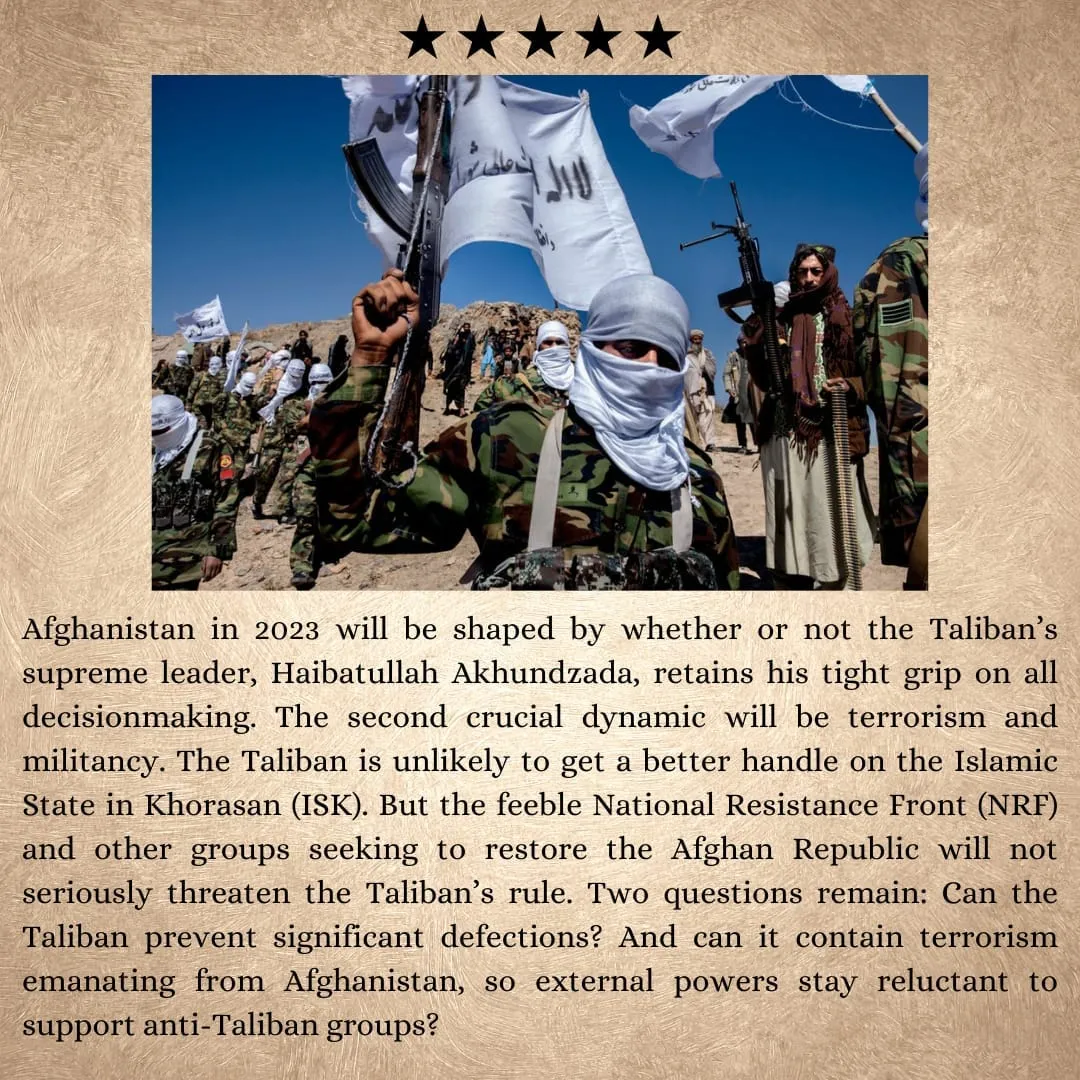 Afghanistan in 2023 will be shaped by whether or not the Taliban’s
supreme leader, Haibatullah Akhundzada, retains his tight grip on all
decisionmaking. The second crucial dynamic will be terrorism and
militancy. The Taliban is unlikely to get a better handle on the Islamic
State in Khorasan (ISK). But the feeble National Resistance Front (NRF)
and other groups seeking to restore the Afghan Republic will not
seriously threaten the Taliban’s rule. Two questions remain: Can the
Taliban prevent significant defections? And can it contain terrorism
emanating from Afghanistan, so external powers stay reluctant to
support anti-Taliban groups?